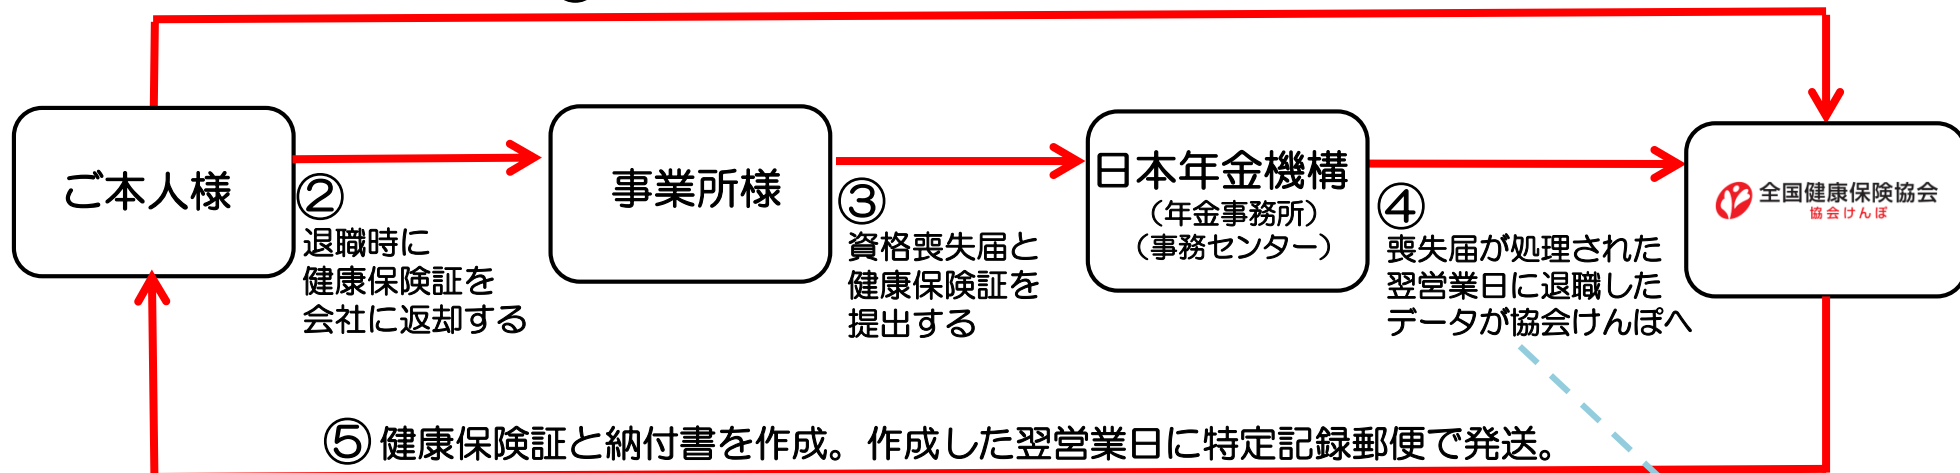 ご本人様
②
退職時に
健康保険証を
会社に返却する
事業所様
③
資格喪失届と
健康保険証を
提出する
日本年金機構
（年金事務所）
（事務センター）
④
喪失届が処理された
翌営業日に退職した
データが協会けんぽへ
全国健康保険協会
協会けんぽ
⑤健康保険証と納付書を作成。作成した翌営業日に特定記録郵便で発送。